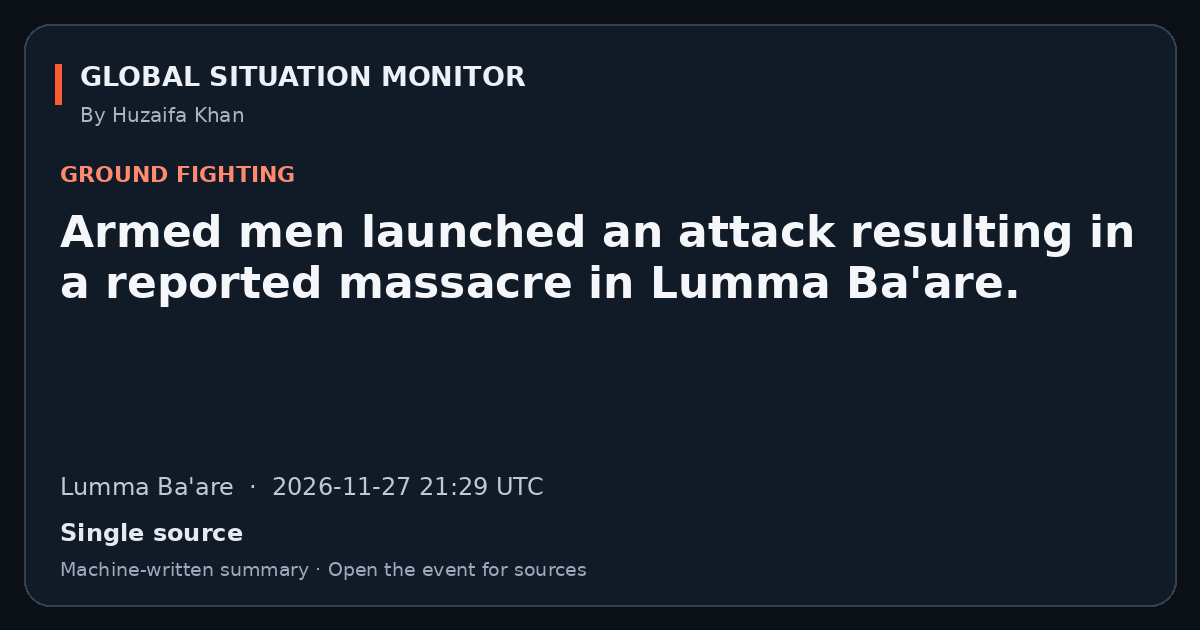 GLOBAL SITUATION MONITOR
By Huzaifa Khan
GROUND FIGHTING
Armed men launched an attack resulting in
a reported massacre in Lumma Ba'are.
Lumma Ba'are · 2026-11-27 21:29 UTC
Single source
Machine-written summary · Open the event for sources